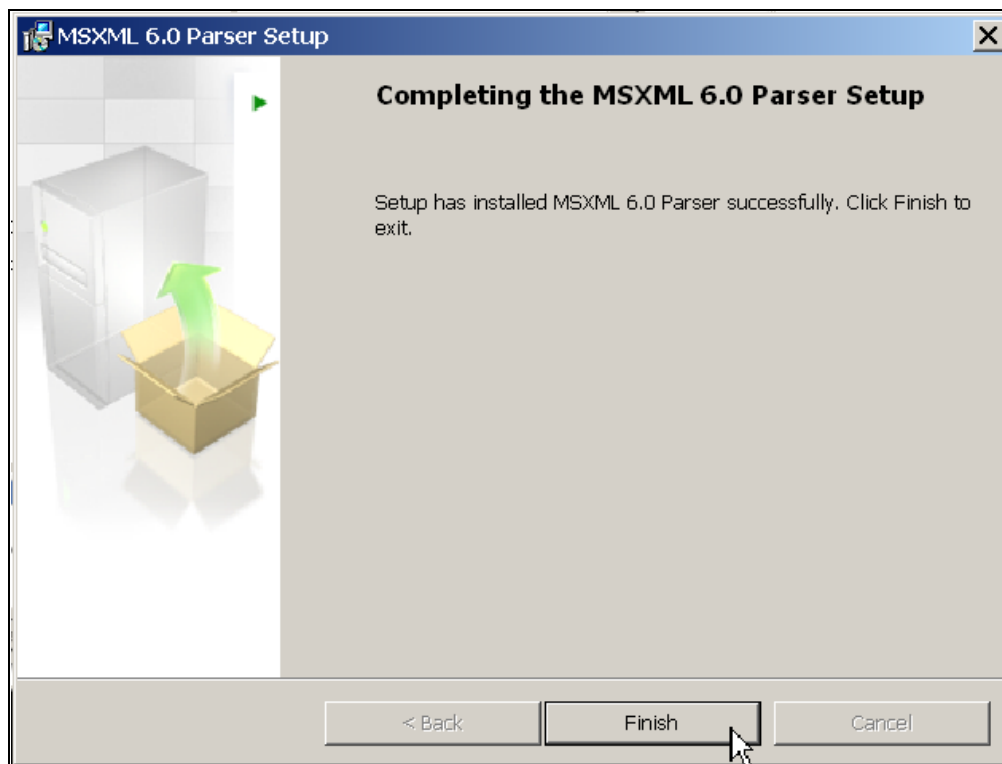 MSXML 6.0 Parser Setup
Completing the MSXML 6.0 Parser Setup
Setup has installed MSXML 6.0 Parser successfully. Click Finish to
exit.
< Back
Finish
Cancel